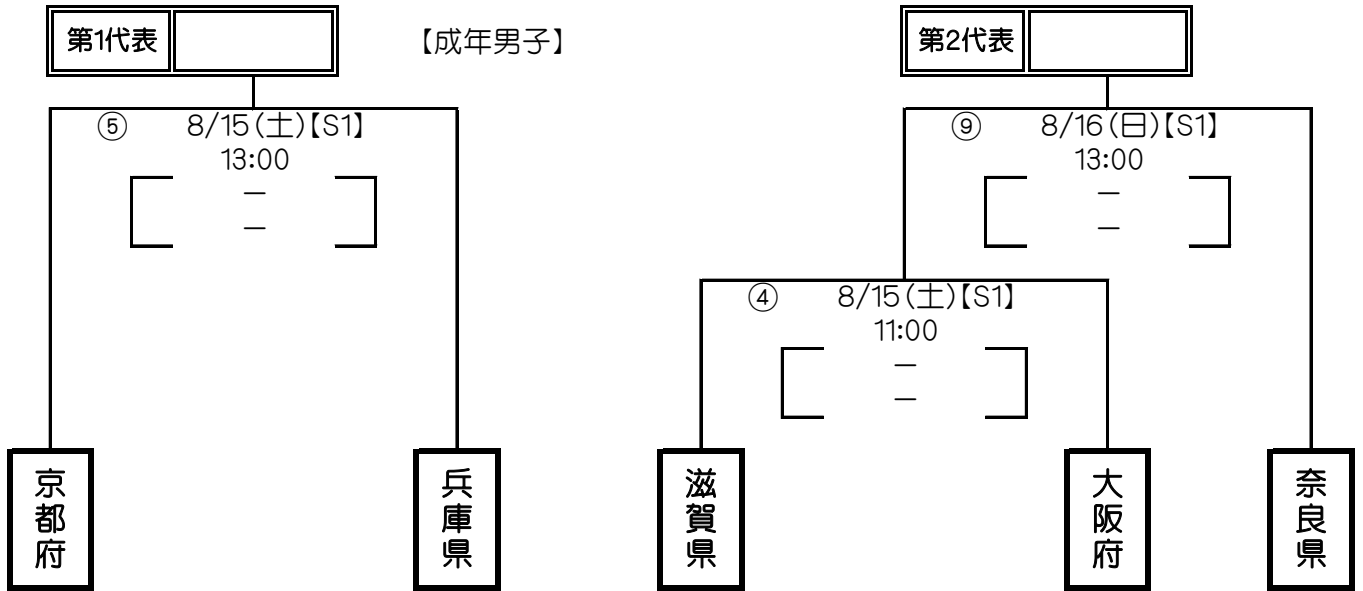 第1代表
【成年男子】
第2代表
⑤ 8/15(土)【S1】
13:00
－
－
⑨ 8/16(日)【S1】
13:00
－
－
④ 8/15(土)【S1】
11:00
－
－
京都府
兵庫県
滋賀県
大阪府
奈良県